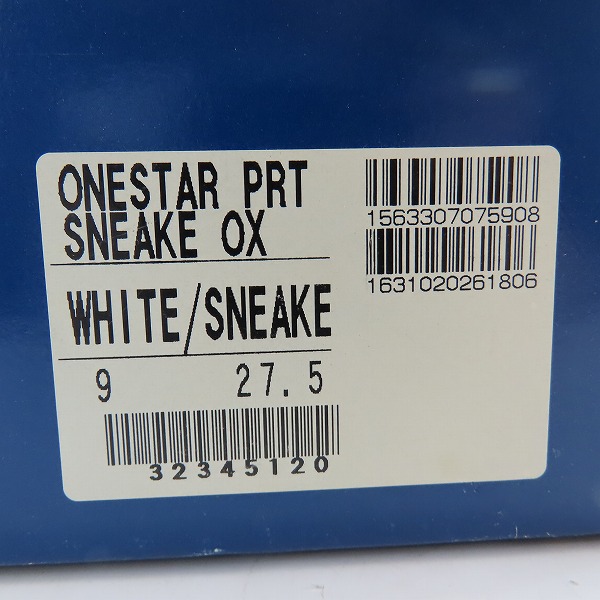 ONESTAR PRT
SNEAKE OX
WHITE/SNEAKE
9 27.5
32345120
1563307075908
1631020261806